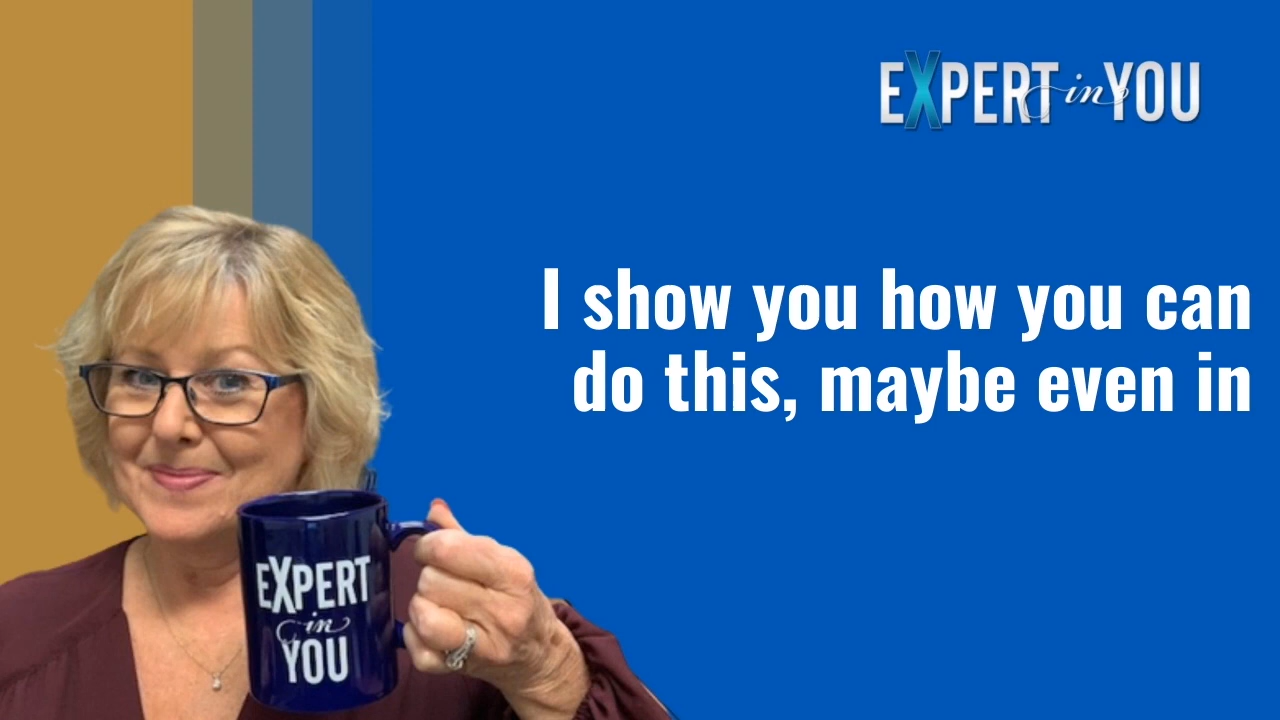 EXPERT in YOU
I show you how you can
do this, maybe even in
EXPERT
in
YOU